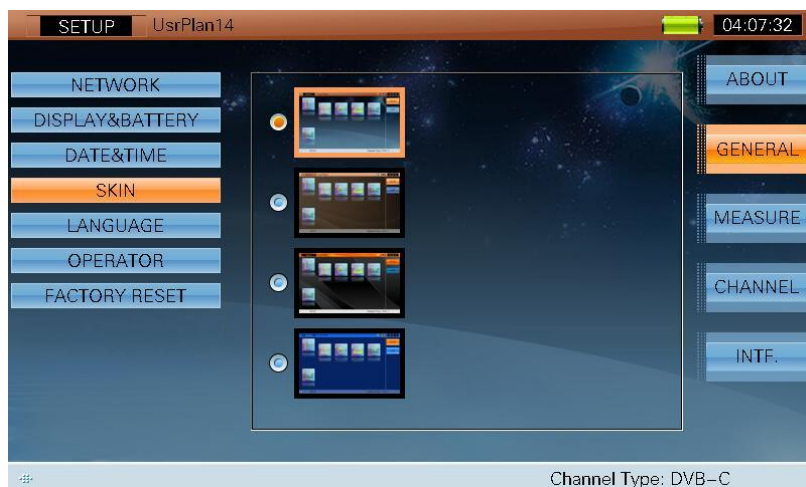 SETUP UsrPlan14 04:07:32
NETWORK
DISPLAY&BATTERY
DATE&TIME
SKIN
LANGUAGE
OPERATOR
FACTORY RESET
ABOUT
GENERAL
MEASURE
CHANNEL
INTF.
Channel Type: DVB-C